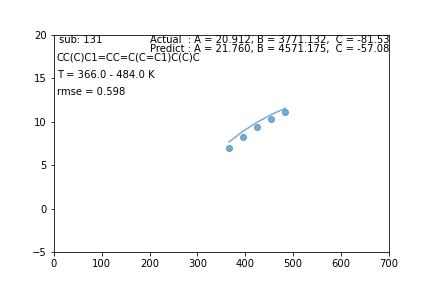 sub: 131
Actual : A = 20.912, B = 3771.132, C = -81.53
Predict : A = 21.760, B = 4571.175, C = -57.08
CC(C)C1=CC=C(C=C1)C(C)C
T = 366.0 - 484.0 K
rmse = 0.598
20
15
10
5
0
−5
0 100 200 300 400 500 600 700